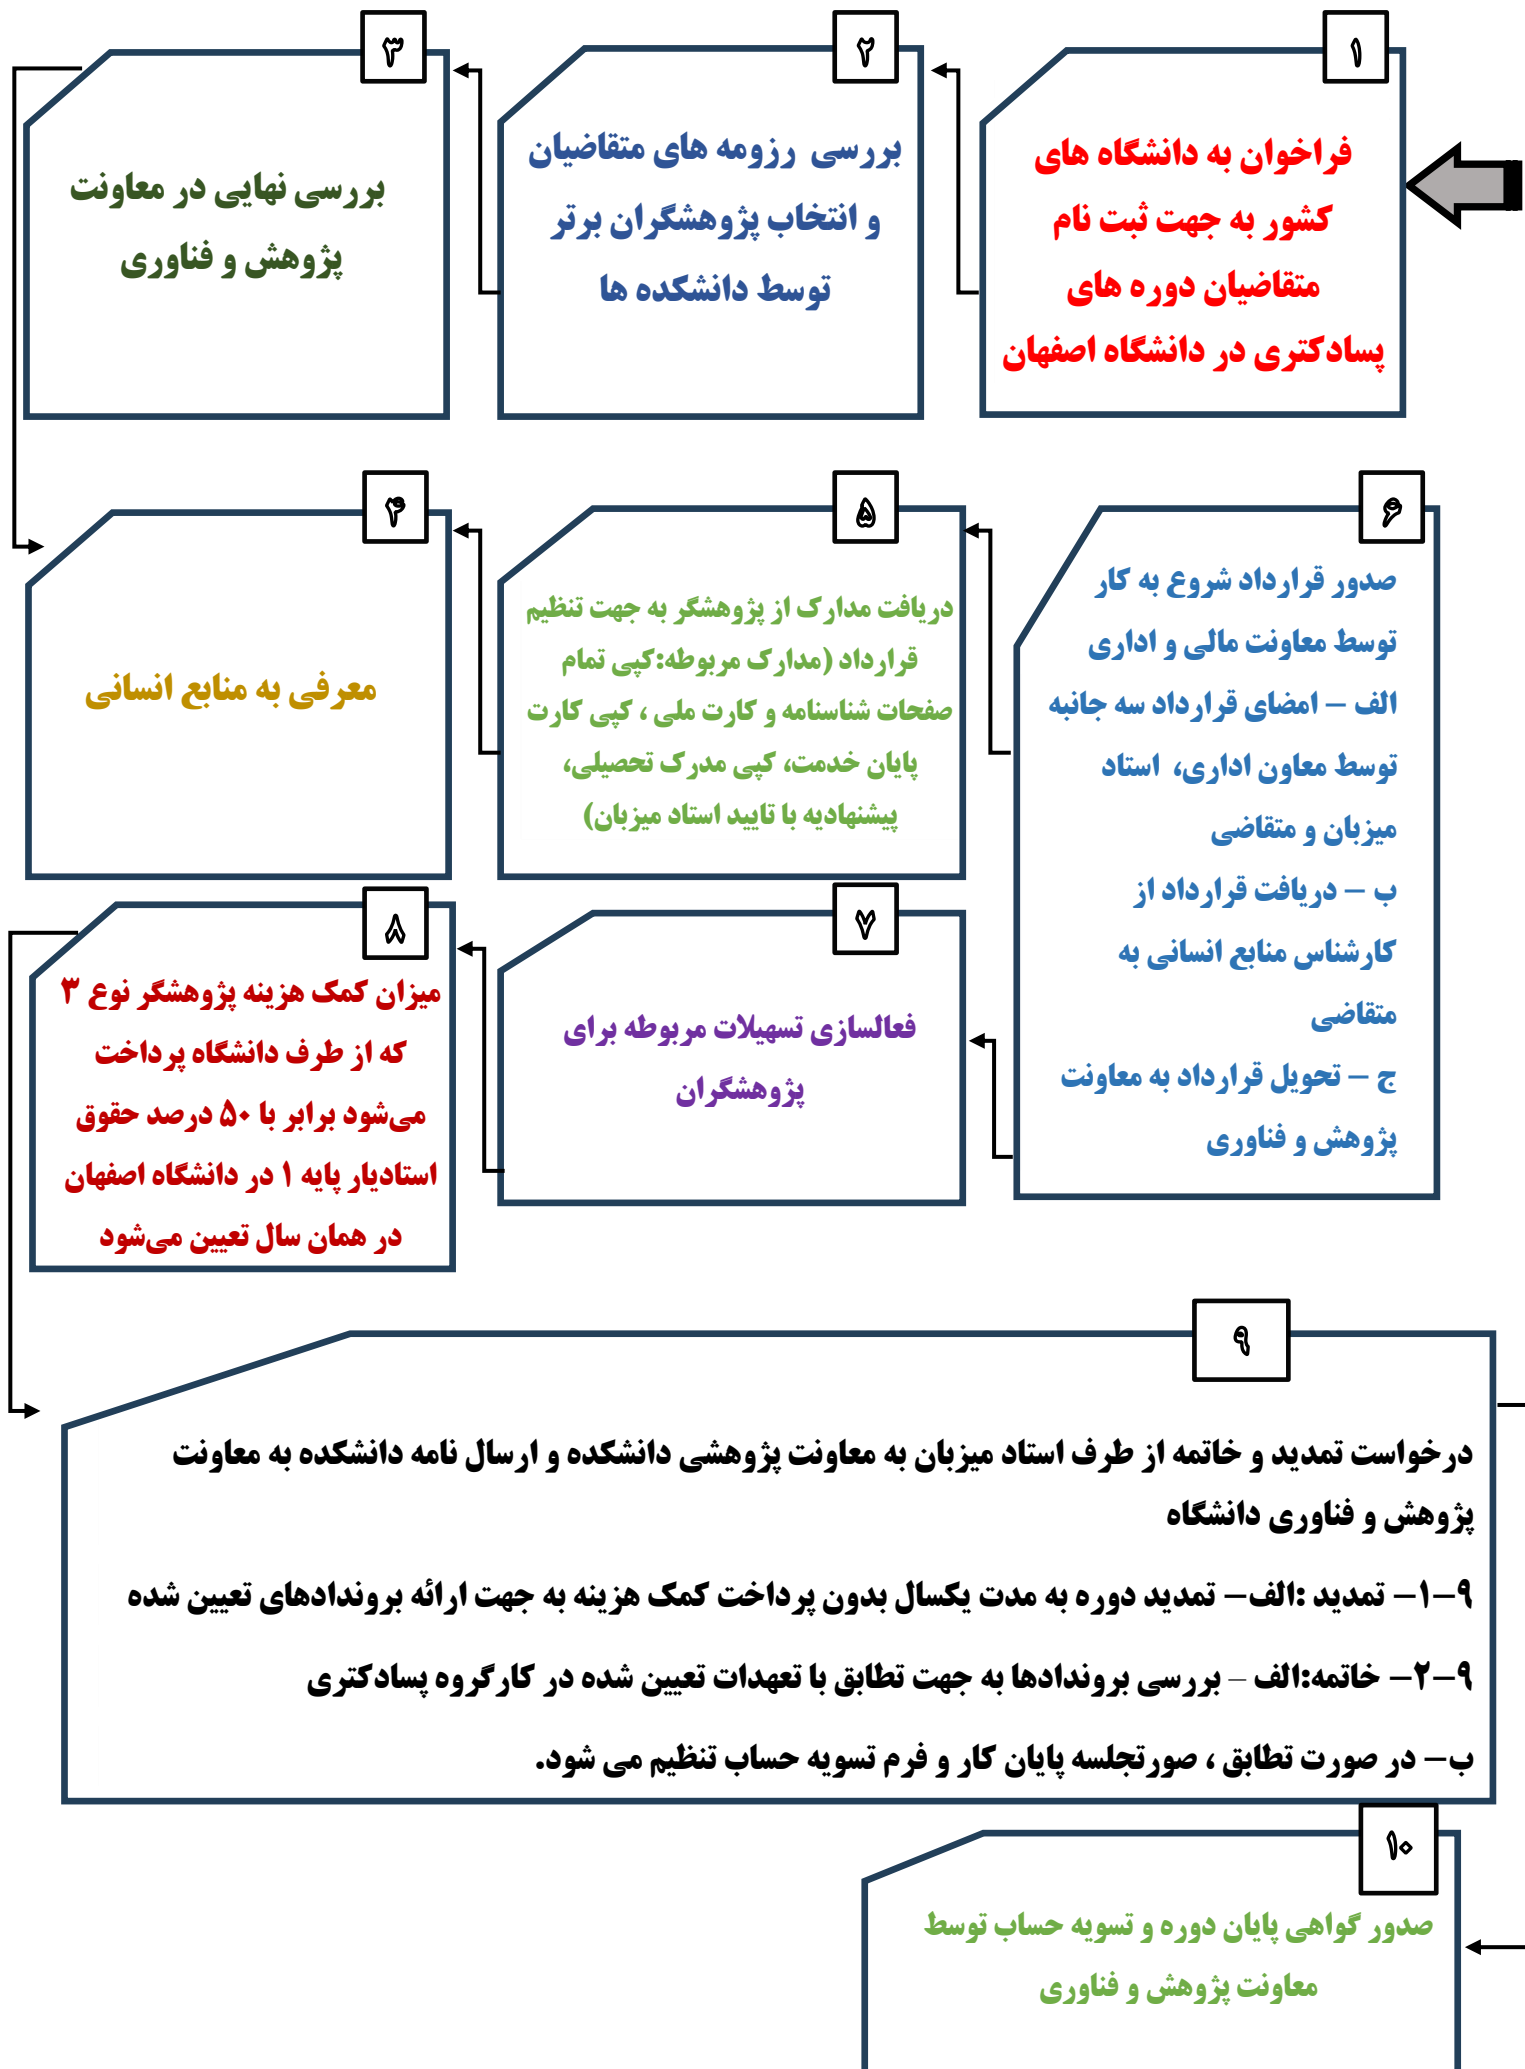 ۱
فراخوان به دانشگاه های
کشور به جهت ثبت نام
متقاضیان دوره های
پسادکتری در دانشگاه اصفهان
۲
بررسی رزومه های متقاضیان
و انتخاب پژوهشگران برتر
توسط دانشکده ها
۳
بررسی نهایی در معاونت
پژوهش و فناوری
۴
معرفی به منابع انسانی
۵
دریافت مدارک از پژوهشگر به جهت تنظیم
قرارداد (مدارک مربوطه:کپی تمام
صفحات شناسنامه و کارت ملی ، کپی کارت
پایان خدمت، کپی مدرک تحصیلی،
پیشنهادیه با تایید استاد میزبان)
۶
صدور قرارداد شروع به کار
توسط معاونت مالی و اداری
الف – امضای قرارداد سه جانبه
توسط معاون اداری، استاد
میزبان و متقاضی
ب – دریافت قرارداد از
کارشناس منابع انسانی به
متقاضی
ج – تحویل قرارداد به معاونت
پژوهش و فناوری
۷
فعالسازی تسهیلات مربوطه برای
پژوهشگران
۸
میزان کمک هزینه پژوهشگر نوع ۳
که از طرف دانشگاه پرداخت
می‌شود برابر با ۵۰ درصد حقوق
استادیار پایه ۱ در دانشگاه اصفهان
در همان سال تعیین می‌شود
۹
درخواست تمدید و خاتمه از طرف استاد میزبان به معاونت پژوهشی دانشکده و ارسال نامه دانشکده به معاونت
پژوهش و فناوری دانشگاه
۹–۱– تمدید :الف– تمدید دوره به مدت یکسال بدون پرداخت کمک هزینه به جهت ارائه بروندادهای تعیین شده
۹–۲– خاتمه:الف – بررسی بروندادها به جهت تطابق با تعهدات تعیین شده در کارگروه پسادکتری
ب– در صورت تطابق ، صورتجلسه پایان کار و فرم تسویه حساب تنظیم می شود.
۱۰
صدور گواهی پایان دوره و تسویه حساب توسط
معاونت پژوهش و فناوری